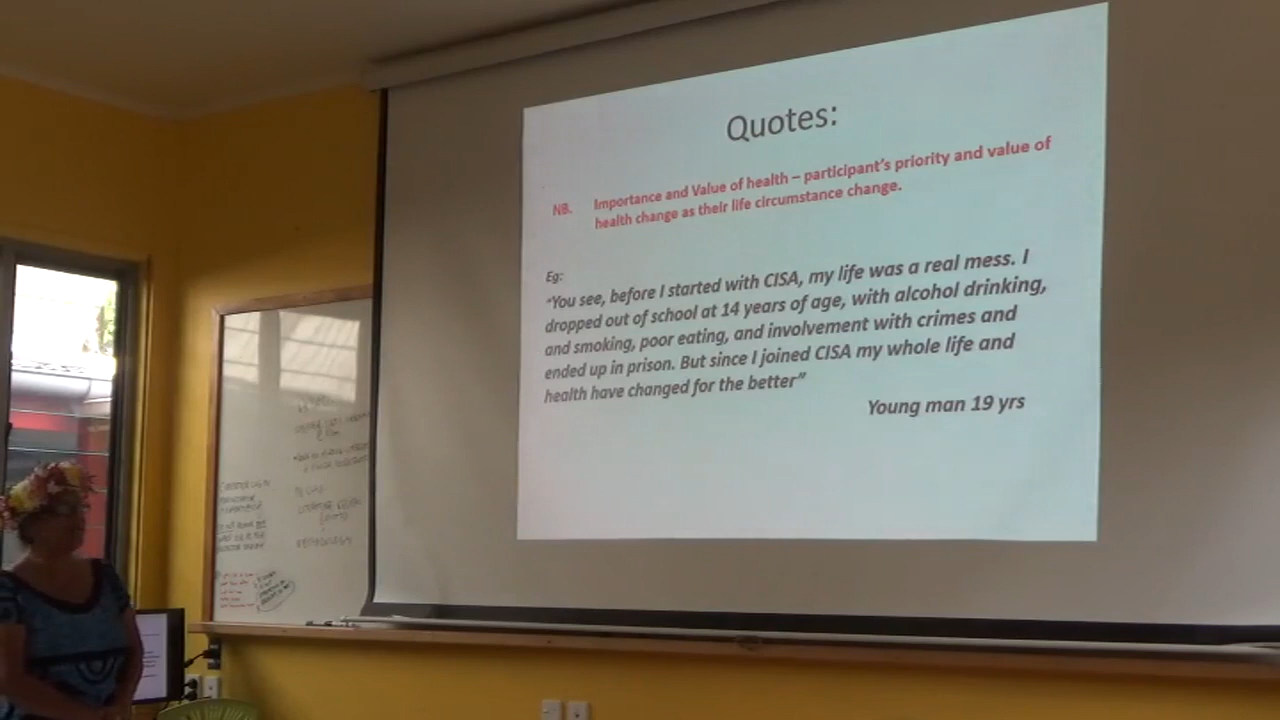 Quotes:
NB. Importance and Value of health – participant's priority and value of
health change as their life circumstance change.
Eg:
"You see, before I started with CISA, my life was a real mess. I
dropped out of school at 14 years of age, with alcohol drinking,
and smoking, poor eating, and involvement with crimes and
ended up in prison. But since I joined CISA my whole life and
health have changed for the better"
Young man 19 yrs